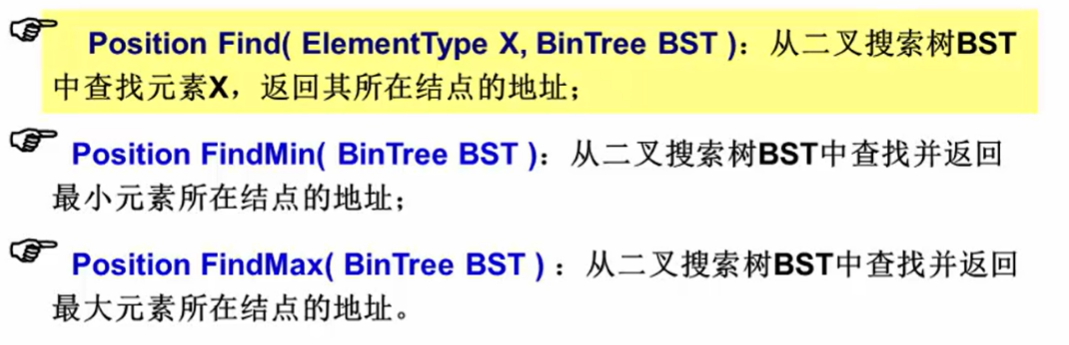 Position Find( ElementType X, BinTree BST )：从二叉搜索树BST
中查找元素X，返回其所在结点的地址；
Position FindMin( BinTree BST )：从二叉搜索树BST中查找并返回
最小元素所在结点的地址；
Position FindMax( BinTree BST ) ：从二叉搜索树BST中查找并返回
最大元素所在结点的地址。